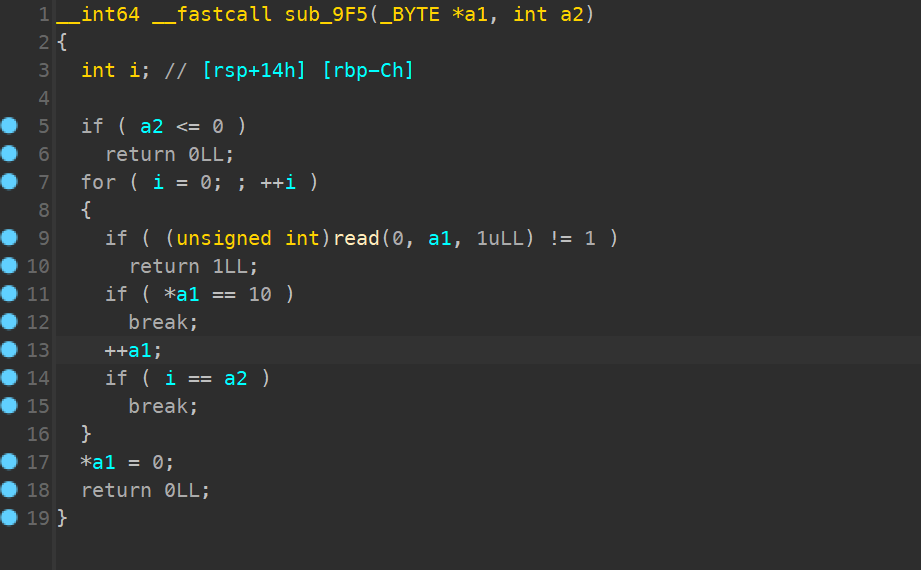 1 __int64 __fastcall sub_9F5(_BYTE *a1, int a2)
2 {
3   int i; // [rsp+14h] [rbp-Ch]
4
5   if ( a2 <= 0 )
6     return 0LL;
7   for ( i = 0; ; ++i )
8   {
9     if ( (unsigned int)read(0, a1, 1uLL) != 1 )
10       return 1LL;
11     if ( *a1 == 10 )
12       break;
13     ++a1;
14     if ( i == a2 )
15       break;
16   }
17   *a1 = 0;
18   return 0LL;
19 }